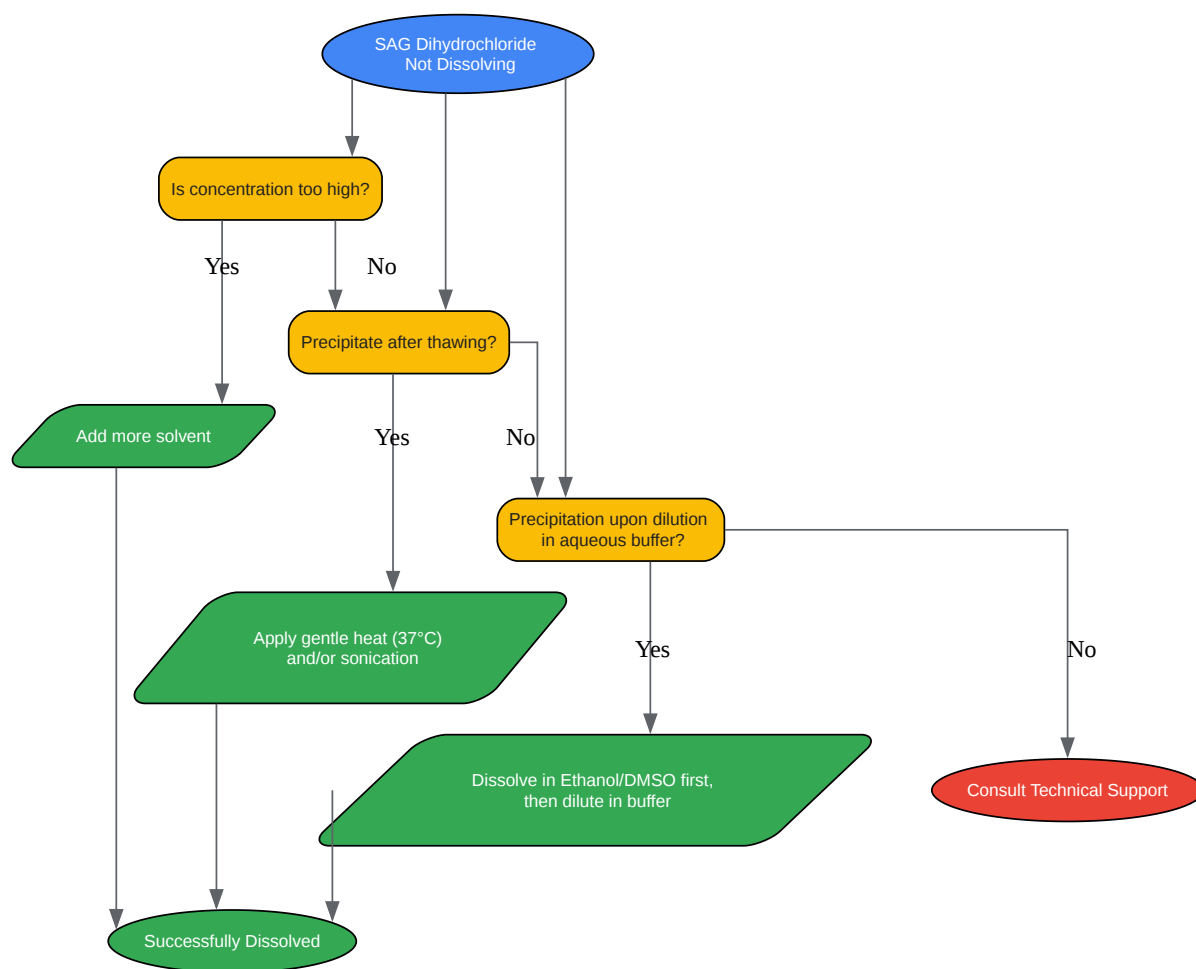 SAG Dihydrochloride
Not Dissolving
Is concentration too high?
Yes
No
Precipitate after thawing?
Add more solvent
Yes
No
Precipitation upon dilution
in aqueous buffer?
Apply gentle heat (37°C)
and/or sonication
Yes
No
Dissolve in Ethanol/DMSO first,
then dilute in buffer
Consult Technical Support
Successfully Dissolved